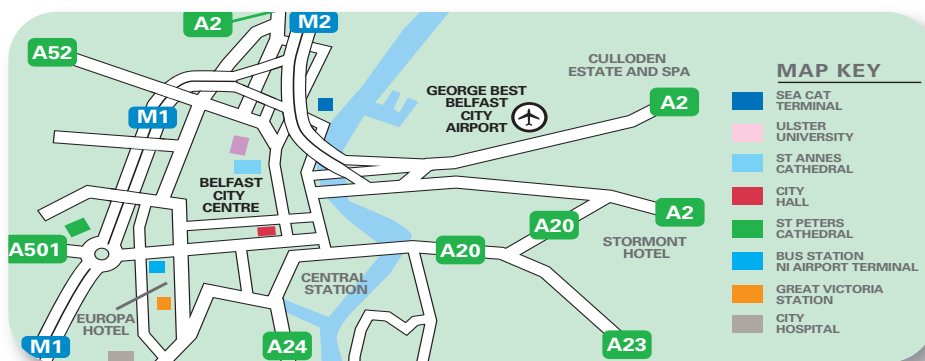 A2
M2
A52
M1
CULLODEN
ESTATE AND SPA
GEORGE BEST
BELFAST
CITY
AIRPORT
A2
BELFAST
CITY
CENTRE
A2
A20
STORMONT
HOTEL
A501
A20
CENTRAL
STATION
EUROPA
HOTEL
M1
A24
A23
MAP KEY
SEA CAT
TERMINAL
ULSTER
UNIVERSITY
ST ANNES
CATHEDRAL
CITY
HALL
ST PETERS
CATHEDRAL
BUS STATION
NI AIRPORT TERMINAL
GREAT VICTORIA
STATION
CITY
HOSPITAL